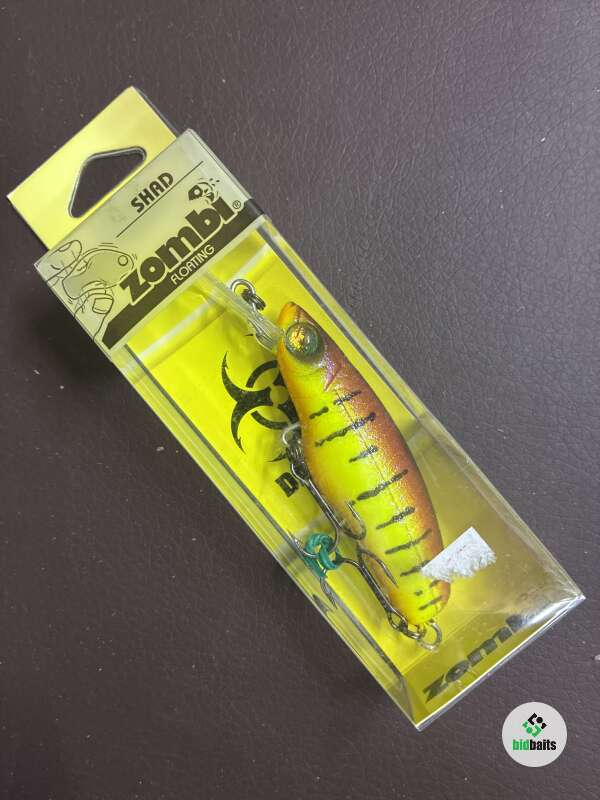 SHAD
zombi®
FLOATING
D
zombi
bidbaits